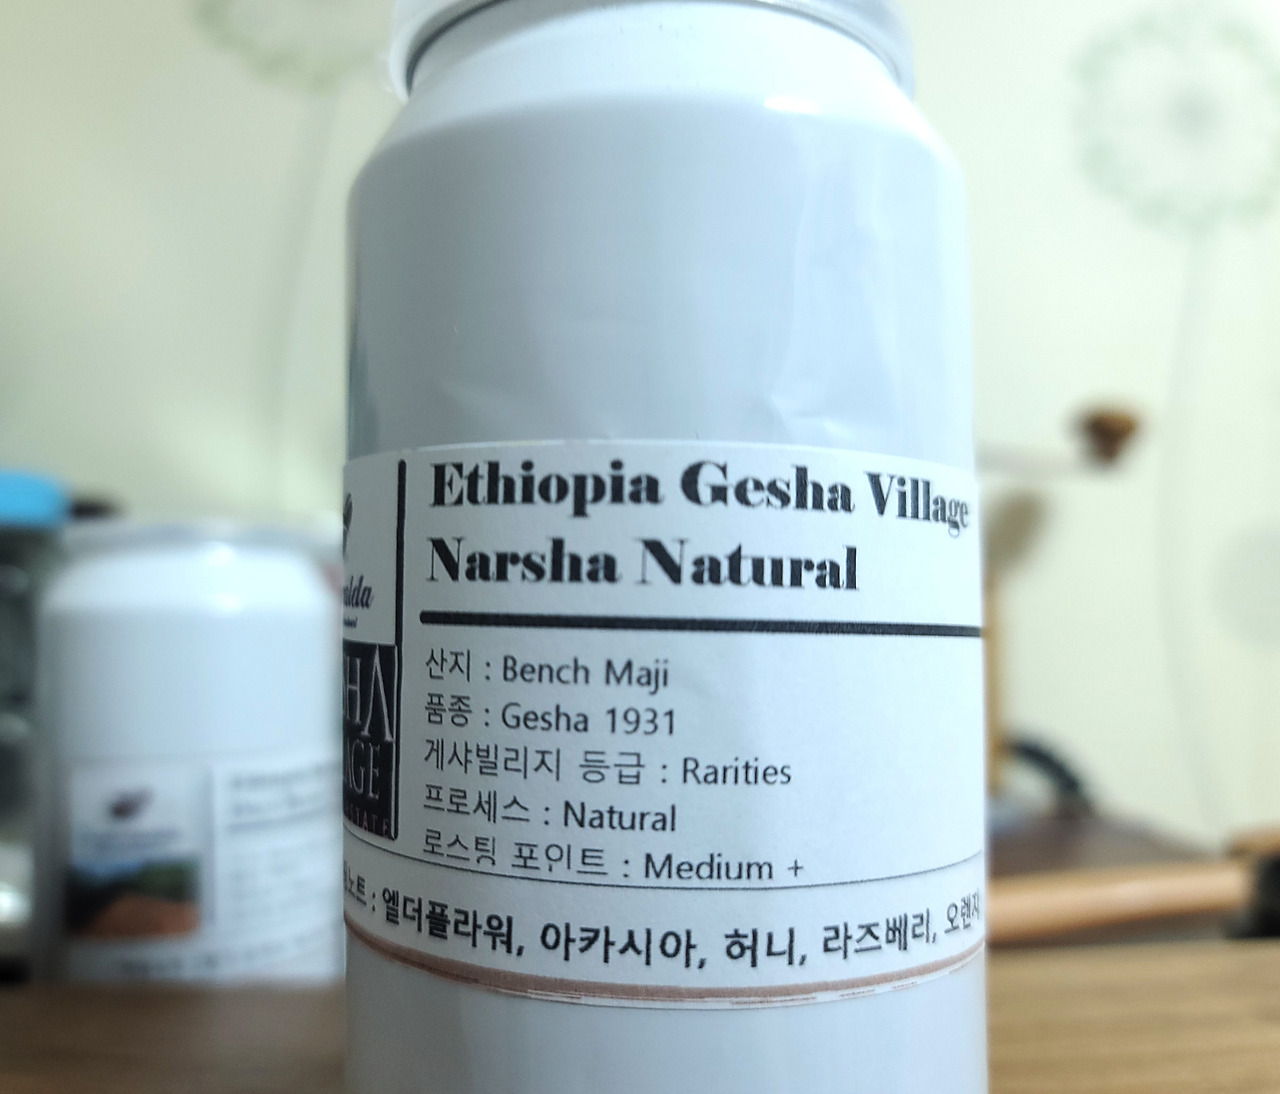 Ethiopia Gesha Village
Narsha Natural
산지 : Bench Maji
품종 : Gesha 1931
게샤빌리지 등급 : Rarities
프로세스 : Natural
로스팅 포인트 : Medium +
노트 : 엘더플라워, 아카시아, 허니, 라즈베리, 오렌지